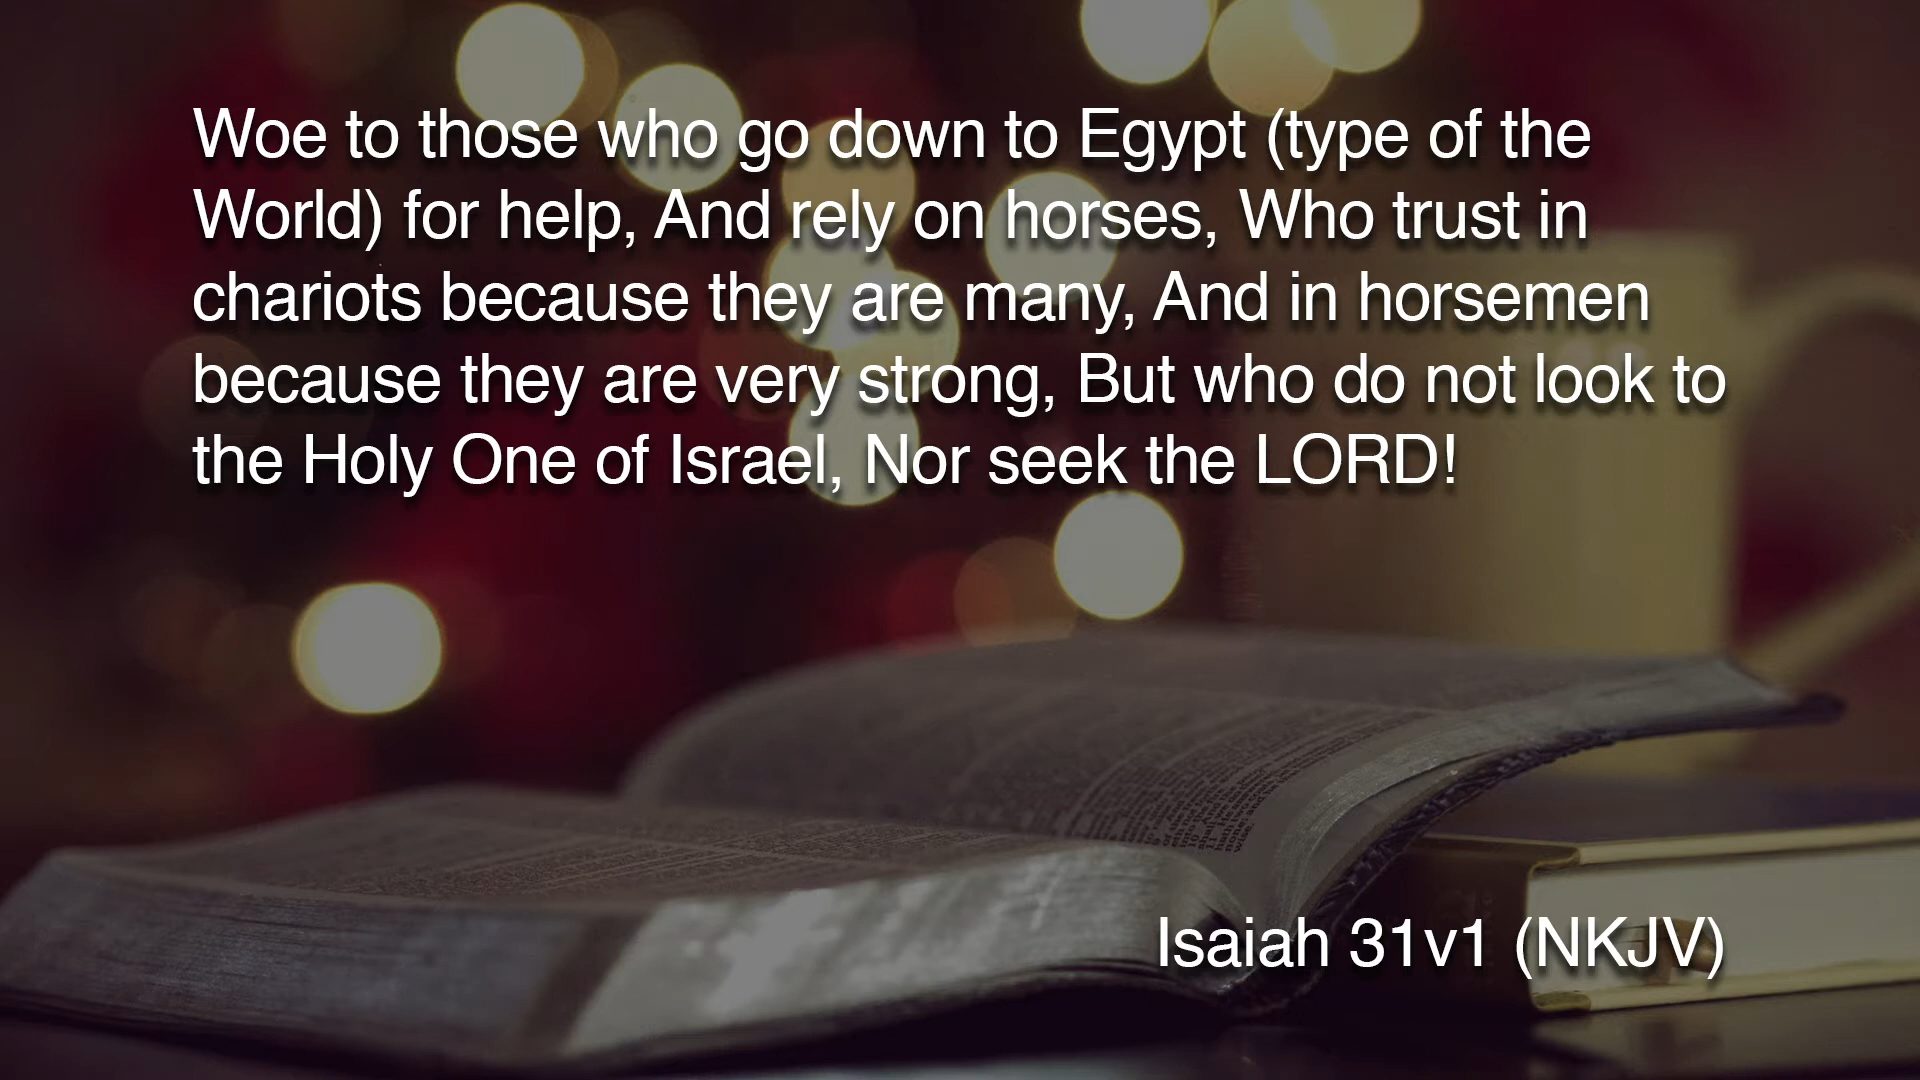 Woe to those who go down to Egypt (type of the
World) for help, And rely on horses, Who trust in
chariots because they are many, And in horsemen
because they are very strong, But who do not look to
the Holy One of Israel, Nor seek the LORD!
Isaiah 31v1 (NKJV)